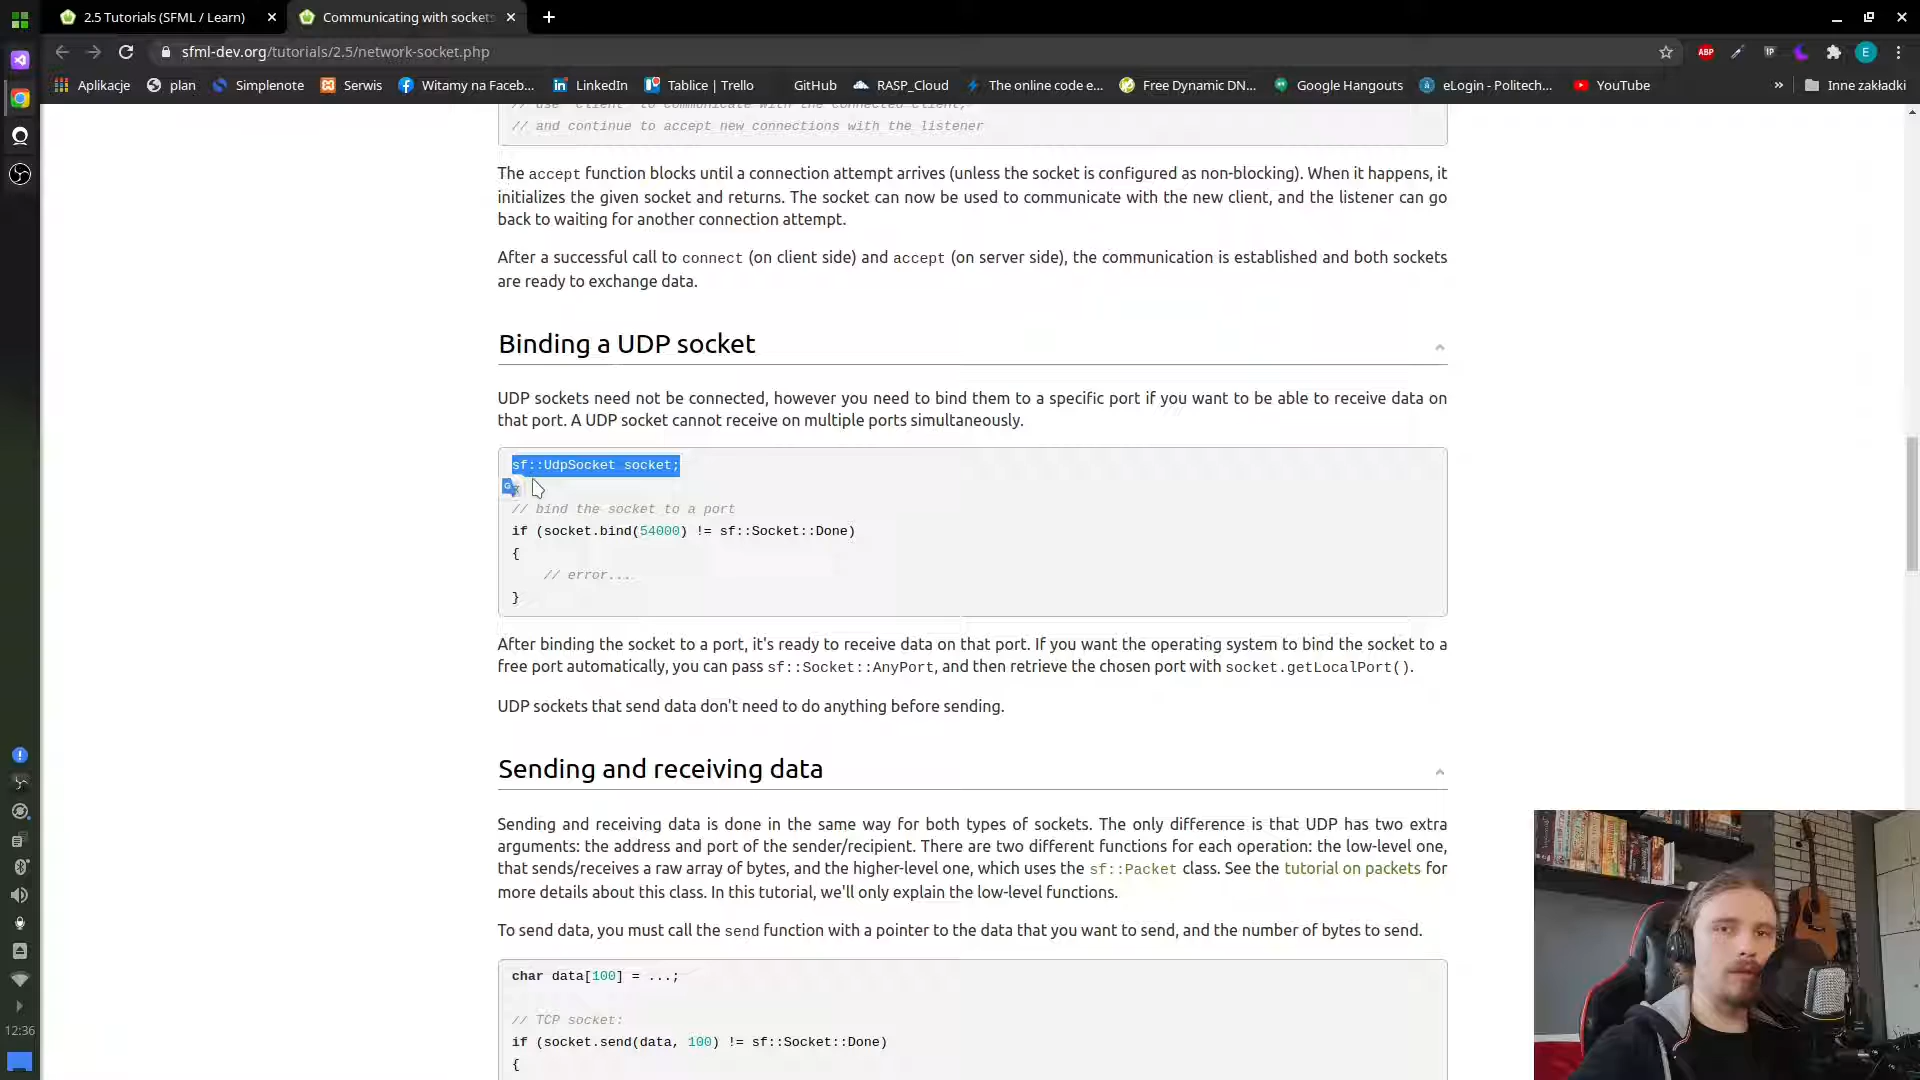 2.5 Tutorials (SFML / Learn)
Communicating with sockets
sfml-dev.org/tutorials/2.5/network-socket.php
ABP
IP
E
Aplikacje
plan
Simplenote
Serwis
Witamy na Faceb...
LinkedIn
Tablice | Trello
GitHub
RASP_Cloud
The online code e...
Free Dynamic DN...
Google Hangouts
eLogin - Politech...
YouTube
»
Inne zakładki
// use "client" to communicate with the connected client,
// and continue to accept new connections with the listener
The accept function blocks until a connection attempt arrives (unless the socket is configured as non-blocking). When it happens, it
initializes the given socket and returns. The socket can now be used to communicate with the new client, and the listener can go
back to waiting for another connection attempt.
After a successful call to connect (on client side) and accept (on server side), the communication is established and both sockets
are ready to exchange data.
Binding a UDP socket
UDP sockets need not be connected, however you need to bind them to a specific port if you want to be able to receive data on
that port. A UDP socket cannot receive on multiple ports simultaneously.
sf::UdpSocket socket;
// bind the socket to a port
if (socket.bind(54000) != sf::Socket::Done)
{
// error...
}
After binding the socket to a port, it's ready to receive data on that port. If you want the operating system to bind the socket to a
free port automatically, you can pass sf::Socket::AnyPort, and then retrieve the chosen port with socket.getLocalPort().
UDP sockets that send data don't need to do anything before sending.
Sending and receiving data
Sending and receiving data is done in the same way for both types of sockets. The only difference is that UDP has two extra
arguments: the address and port of the sender/recipient. There are two different functions for each operation: the low-level one,
that sends/receives a raw array of bytes, and the higher-level one, which uses the sf::Packet class. See the tutorial on packets for
more details about this class. In this tutorial, we'll only explain the low-level functions.
To send data, you must call the send function with a pointer to the data that you want to send, and the number of bytes to send.
char data[100] = ...;
// TCP socket:
if (socket.send(data, 100) != sf::Socket::Done)
{
12:36